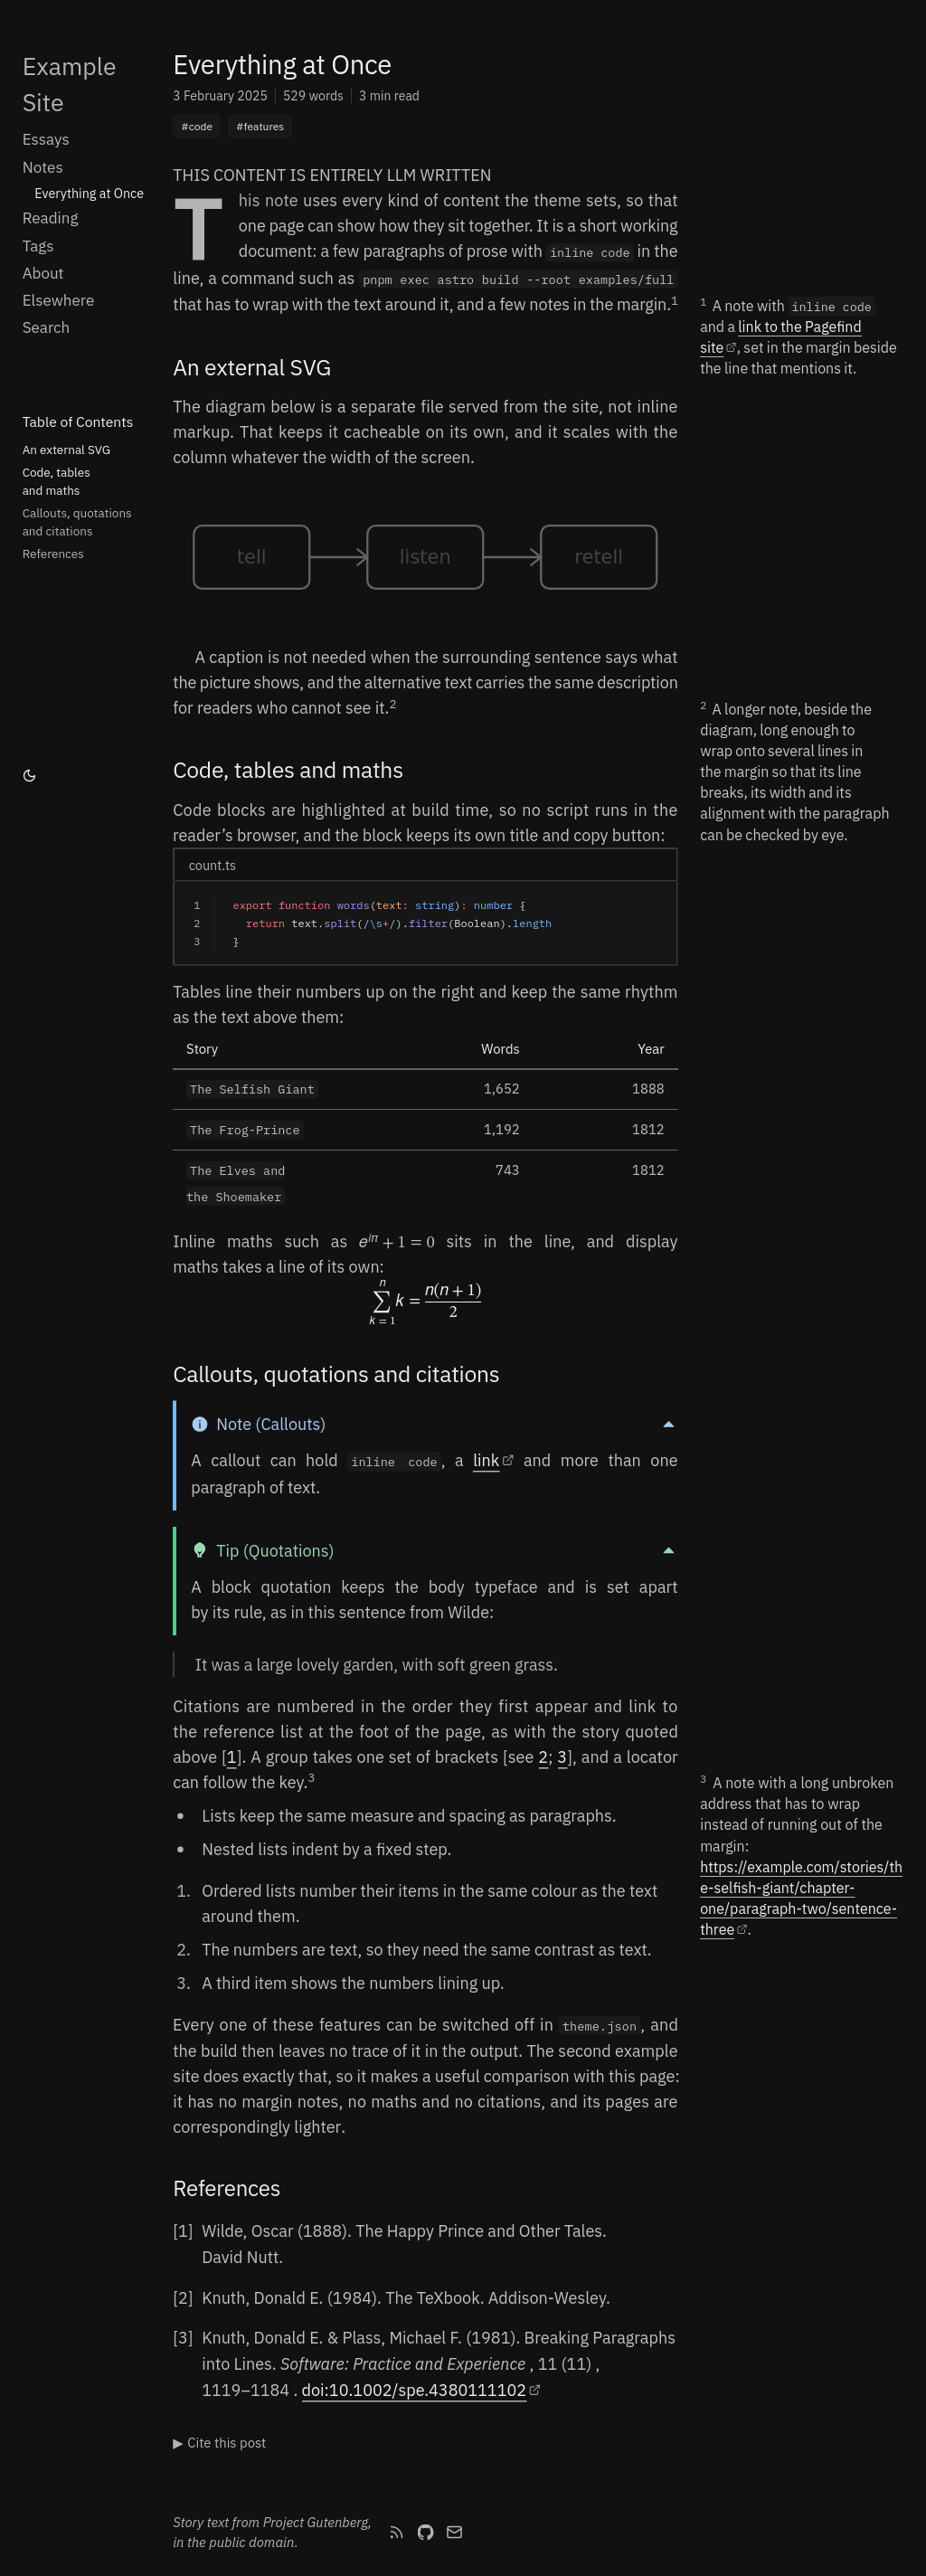 Example
Site
Essays
Notes
Everything at Once
Reading
Tags
About
Elsewhere
Search
Table of Contents
An external SVG
Code, tables
and maths
Callouts, quotations
and citations
References
Everything at Once
3 February 2025 | 529 words | 3 min read
#code #features
THIS CONTENT IS ENTIRELY LLM WRITTEN
This note uses every kind of content the theme sets, so that
one page can show how they sit together. It is a short working
document: a few paragraphs of prose with inline code in the
line, a command such as pnpm exec astro build --root examples/full
that has to wrap with the text around it, and a few notes in the margin.1
1 A note with inline code
and a link to the Pagefind
site, set in the margin beside
the line that mentions it.
An external SVG
The diagram below is a separate file served from the site, not inline
markup. That keeps it cacheable on its own, and it scales with the
column whatever the width of the screen.
tell listen retell
A caption is not needed when the surrounding sentence says what
the picture shows, and the alternative text carries the same description
for readers who cannot see it.2
2 A longer note, beside the
diagram, long enough to
wrap onto several lines in
the margin so that its line
breaks, its width and its
alignment with the paragraph
can be checked by eye.
Code, tables and maths
Code blocks are highlighted at build time, so no script runs in the
reader’s browser, and the block keeps its own title and copy button:
count.ts
1 export function words(text: string): number {
2 return text.split(/\s+/).filter(Boolean).length
3 }
Tables line their numbers up on the right and keep the same rhythm
as the text above them:
Story Words Year
The Selfish Giant 1,652 1888
The Frog-Prince 1,192 1812
The Elves and 743 1812
the Shoemaker
Inline maths such as e^iπ + 1 = 0 sits in the line, and display
maths takes a line of its own:
n
∑ k = n(n + 1)
k = 1 2
Callouts, quotations and citations
Note (Callouts)
A callout can hold inline code, a link and more than one
paragraph of text.
Tip (Quotations)
A block quotation keeps the body typeface and is set apart
by its rule, as in this sentence from Wilde:
It was a large lovely garden, with soft green grass.
Citations are numbered in the order they first appear and link to
the reference list at the foot of the page, as with the story quoted
above [1]. A group takes one set of brackets [see 2; 3], and a locator
can follow the key.3
3 A note with a long unbroken
address that has to wrap
instead of running out of the
margin:
https://example.com/stories/th
e-selfish-giant/chapter-
one/paragraph-two/sentence-
three.
• Lists keep the same measure and spacing as paragraphs.
• Nested lists indent by a fixed step.
1. Ordered lists number their items in the same colour as the text
around them.
2. The numbers are text, so they need the same contrast as text.
3. A third item shows the numbers lining up.
Every one of these features can be switched off in theme.json, and
the build then leaves no trace of it in the output. The second example
site does exactly that, so it makes a useful comparison with this page:
it has no margin notes, no maths and no citations, and its pages are
correspondingly lighter.
References
[1] Wilde, Oscar (1888). The Happy Prince and Other Tales.
David Nutt.
[2] Knuth, Donald E. (1984). The TeXbook. Addison-Wesley.
[3] Knuth, Donald E. & Plass, Michael F. (1981). Breaking Paragraphs
into Lines. Software: Practice and Experience , 11 (11) ,
1119–1184 . doi:10.1002/spe.4380111102
▶ Cite this post
Story text from Project Gutenberg,
in the public domain.